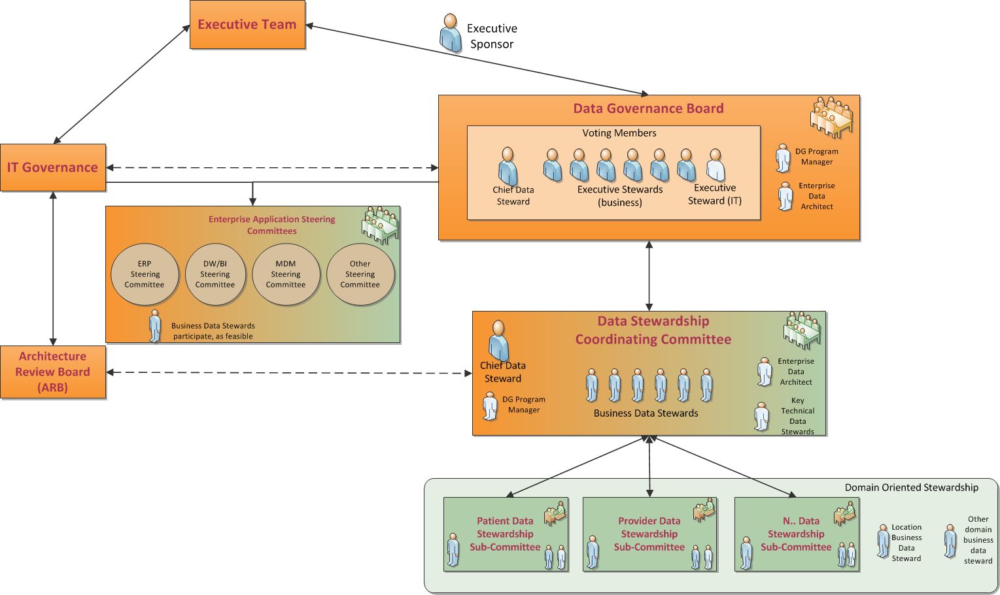 Executive Team
Executive
Sponsor
Data Governance Board
Voting Members
Chief Data
Steward
Executive Stewards
(business)
Executive
Steward (IT)
DG Program
Manager
Enterprise
Data
Architect
IT Governance
Enterprise Application Steering
Committees
ERP
Steering
Committee
DW/BI
Steering
Committee
MDM
Steering
Committee
Other
Steering
Committee
Business Data Stewards
participate, as feasible
Architecture
Review Board
(ARB)
Data Stewardship
Coordinating Committee
Chief Data
Steward
DG Program
Manager
Business Data Stewards
Enterprise
Data
Architect
Key
Technical
Data
Stewards
Domain Oriented Stewardship
Patient Data
Stewardship
Sub-Committee
Provider Data
Stewardship
Sub-Committee
N.. Data
Stewardship
Sub-Committee
Location
Business
Data
Steward
Other
domain
business
data
steward